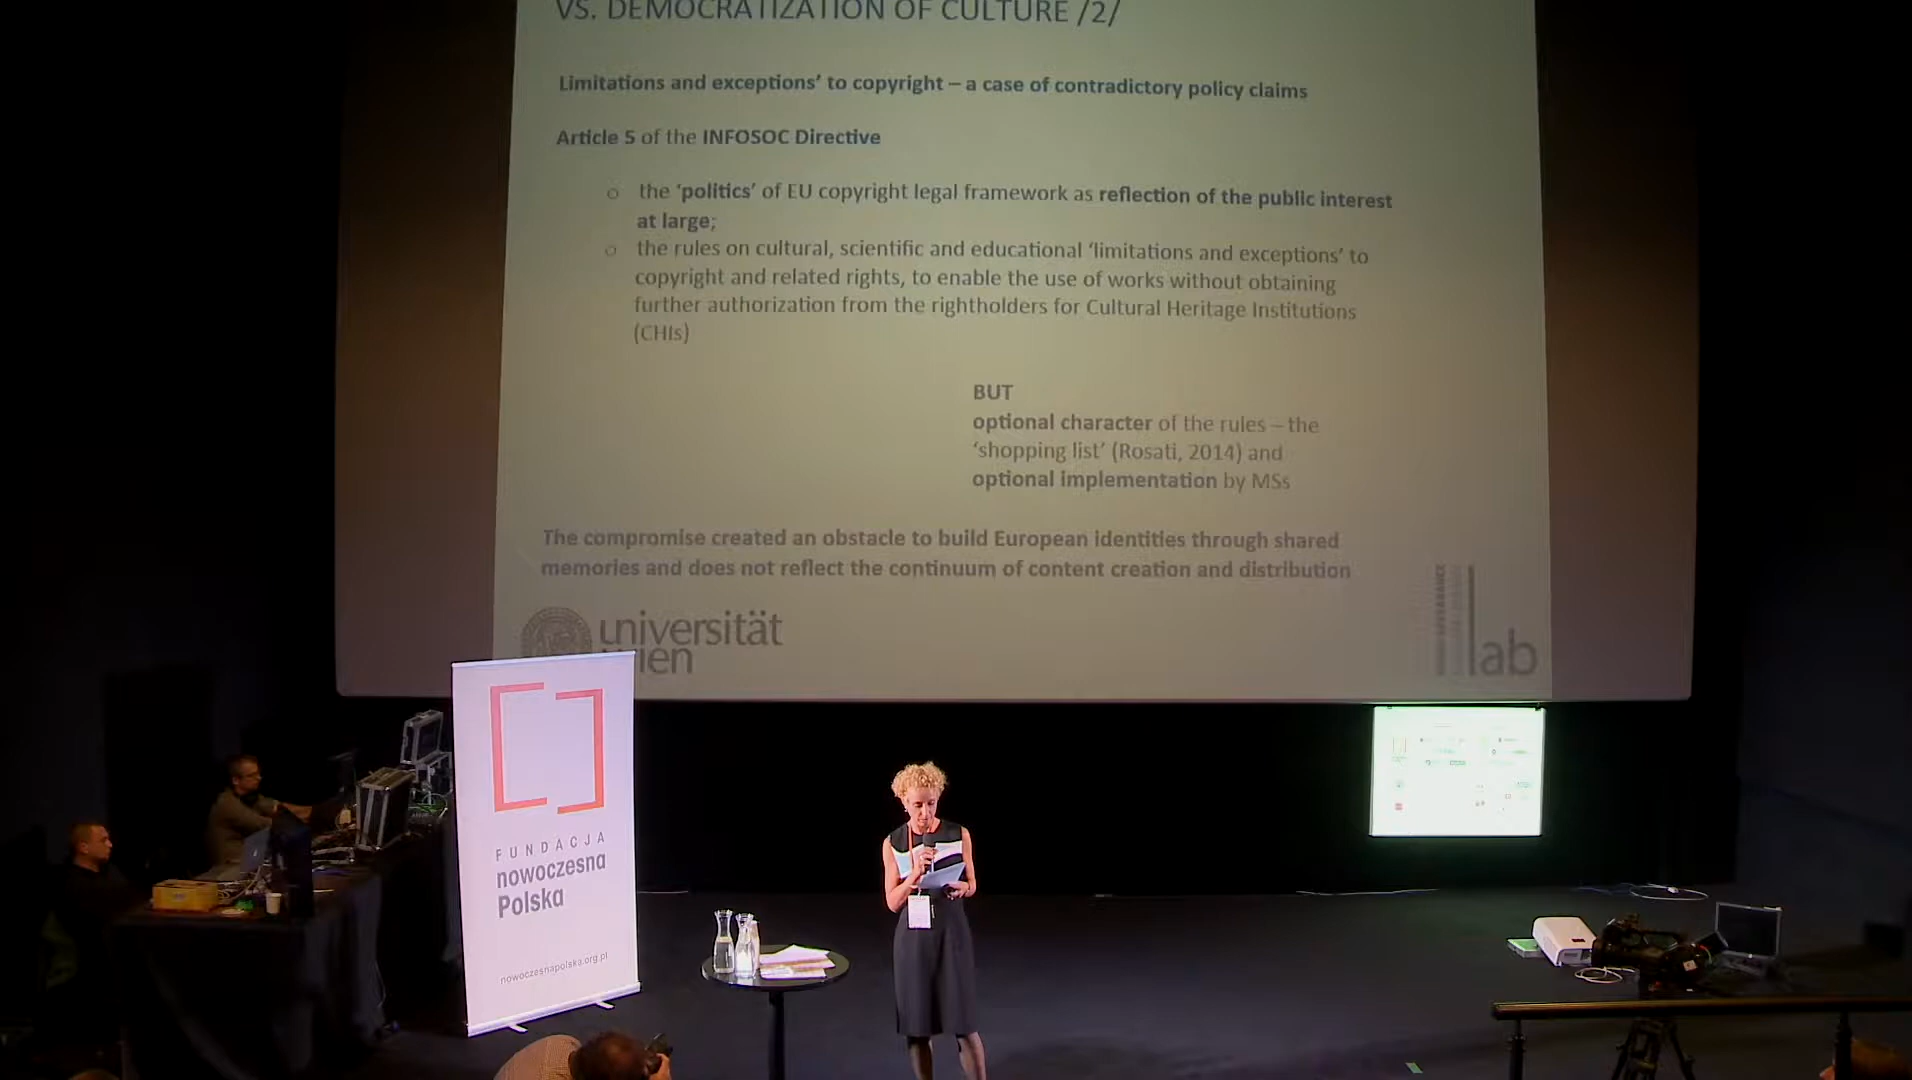 VS. DEMOCRATIZATION OF CULTURE /2/
Limitations and exceptions’ to copyright – a case of contradictory policy claims
Article 5 of the INFOSOC Directive
o the ‘politics’ of EU copyright legal framework as reflection of the public interest
at large;
o the rules on cultural, scientific and educational ‘limitations and exceptions’ to
copyright and related rights, to enable the use of works without obtaining
further authorization from the rightholders for Cultural Heritage Institutions
(CHIs)
BUT
optional character of the rules – the
‘shopping list’ (Rosati, 2014) and
optional implementation by MSs
The compromise created an obstacle to build European identities through shared
memories and does not reflect the continuum of content creation and distribution
universität
ien
lab
FUNDACJA
nowoczesna
Polska
nowoczesnapolska.org.pl